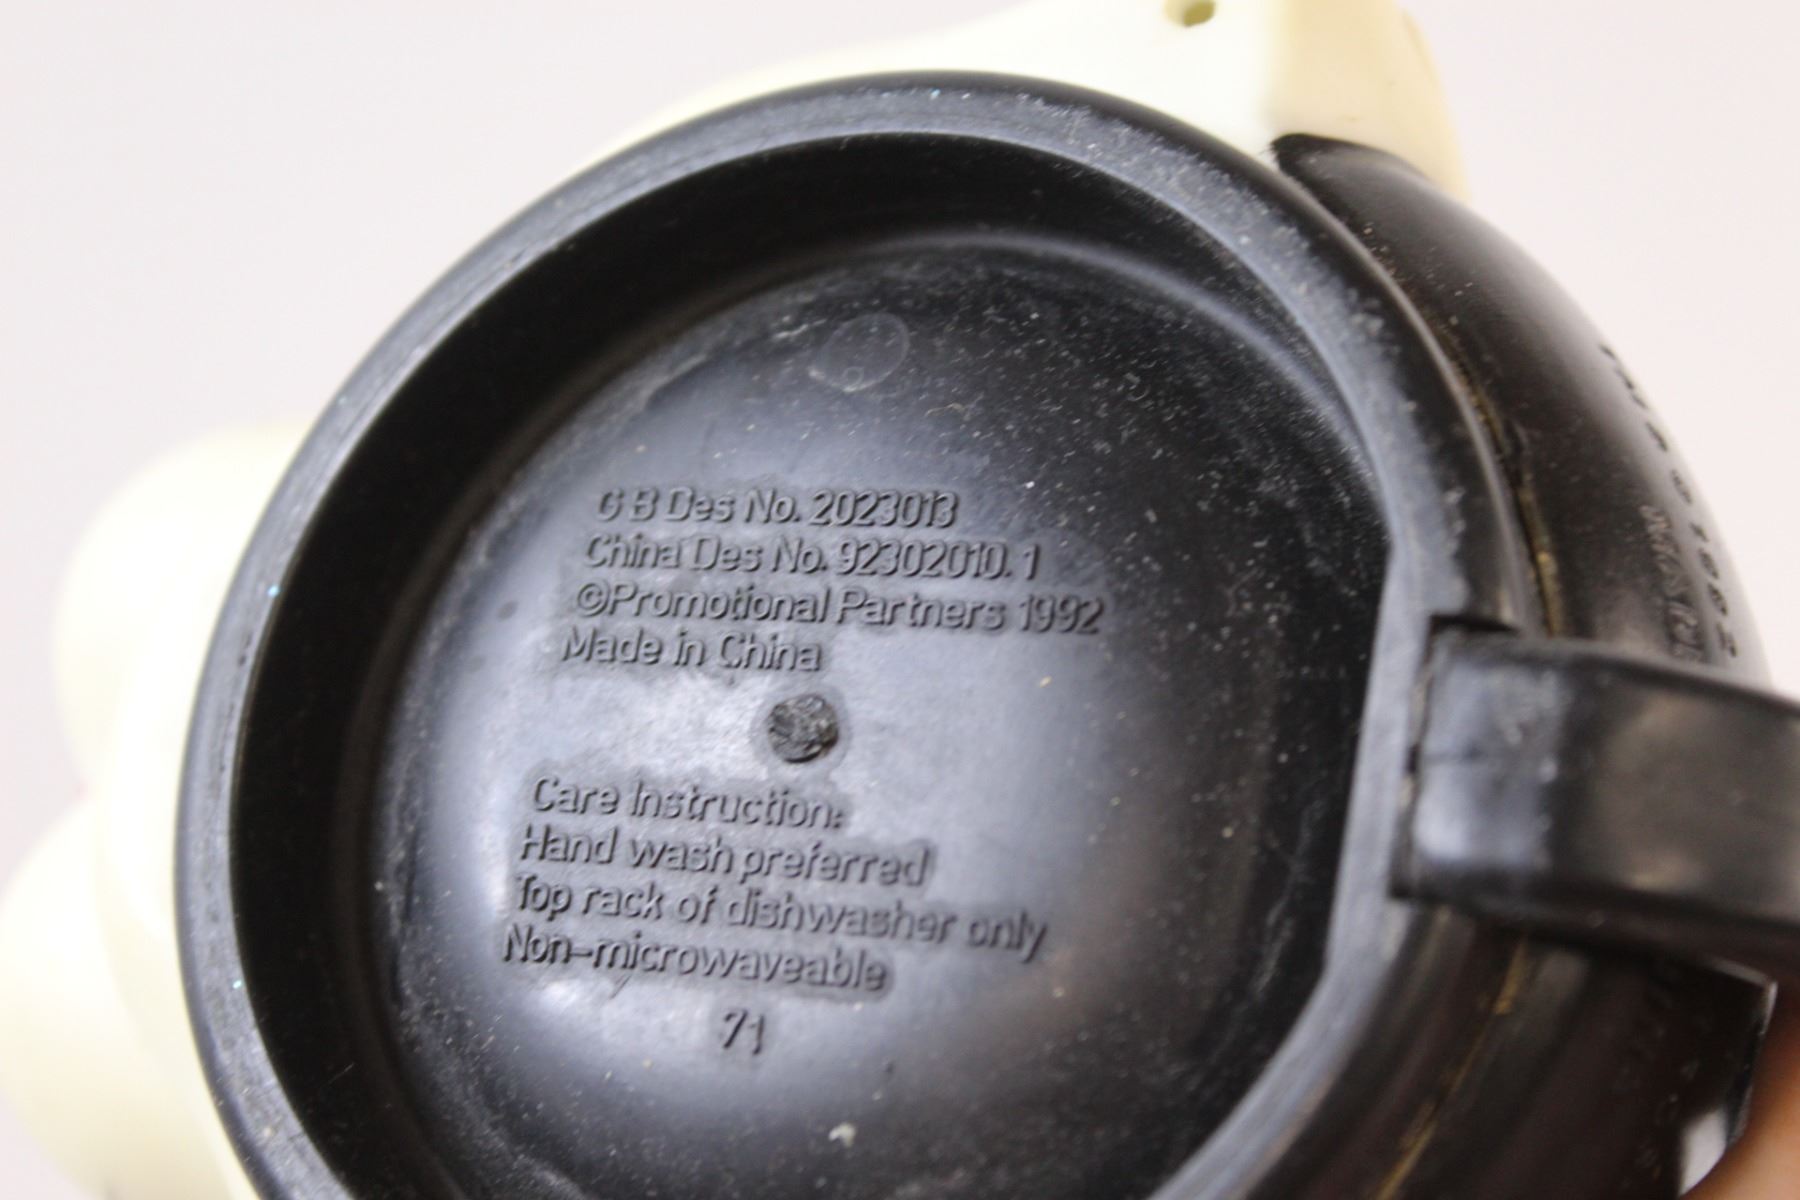 G B Des No. 2023013
China Des No. 92302010. 1
©Promotional Partners 1992
Made in China
Care Instruction:
Hand wash preferred
Top rack of dishwasher only
Non-microwaveable
71